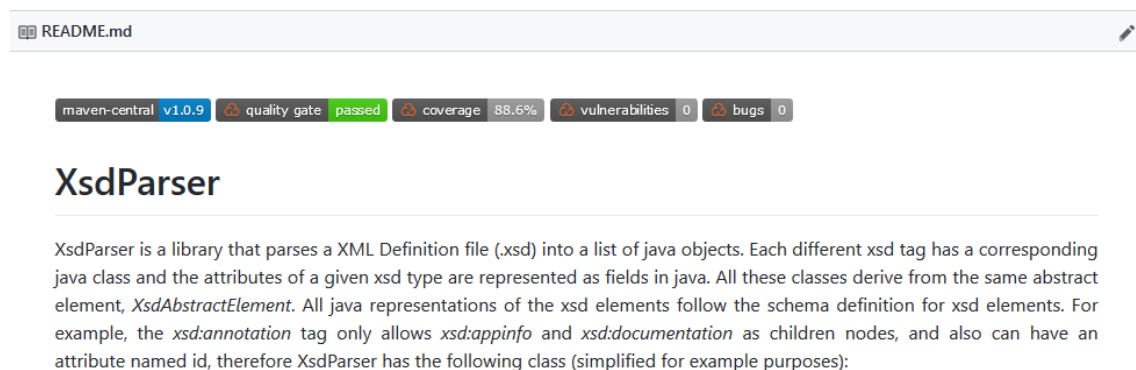 README.md
maven-central v1.0.9 quality gate passed coverage 88.6% vulnerabilities 0 bugs 0
XsdParser
XsdParser is a library that parses a XML Definition file (.xsd) into a list of java objects. Each different xsd tag has a corresponding
java class and the attributes of a given xsd type are represented as fields in java. All these classes derive from the same abstract
element, XsdAbstractElement. All java representations of the xsd elements follow the schema definition for xsd elements. For
example, the xsd:annotation tag only allows xsd:appinfo and xsd:documentation as children nodes, and also can have an
attribute named id, therefore XsdParser has the following class (simplified for example purposes):